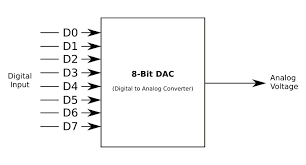 D0
D1
D2
D3
D4
D5
D6
D7
Digital
Input
8-Bit DAC
(Digital to Analog Converter)
Analog
Voltage